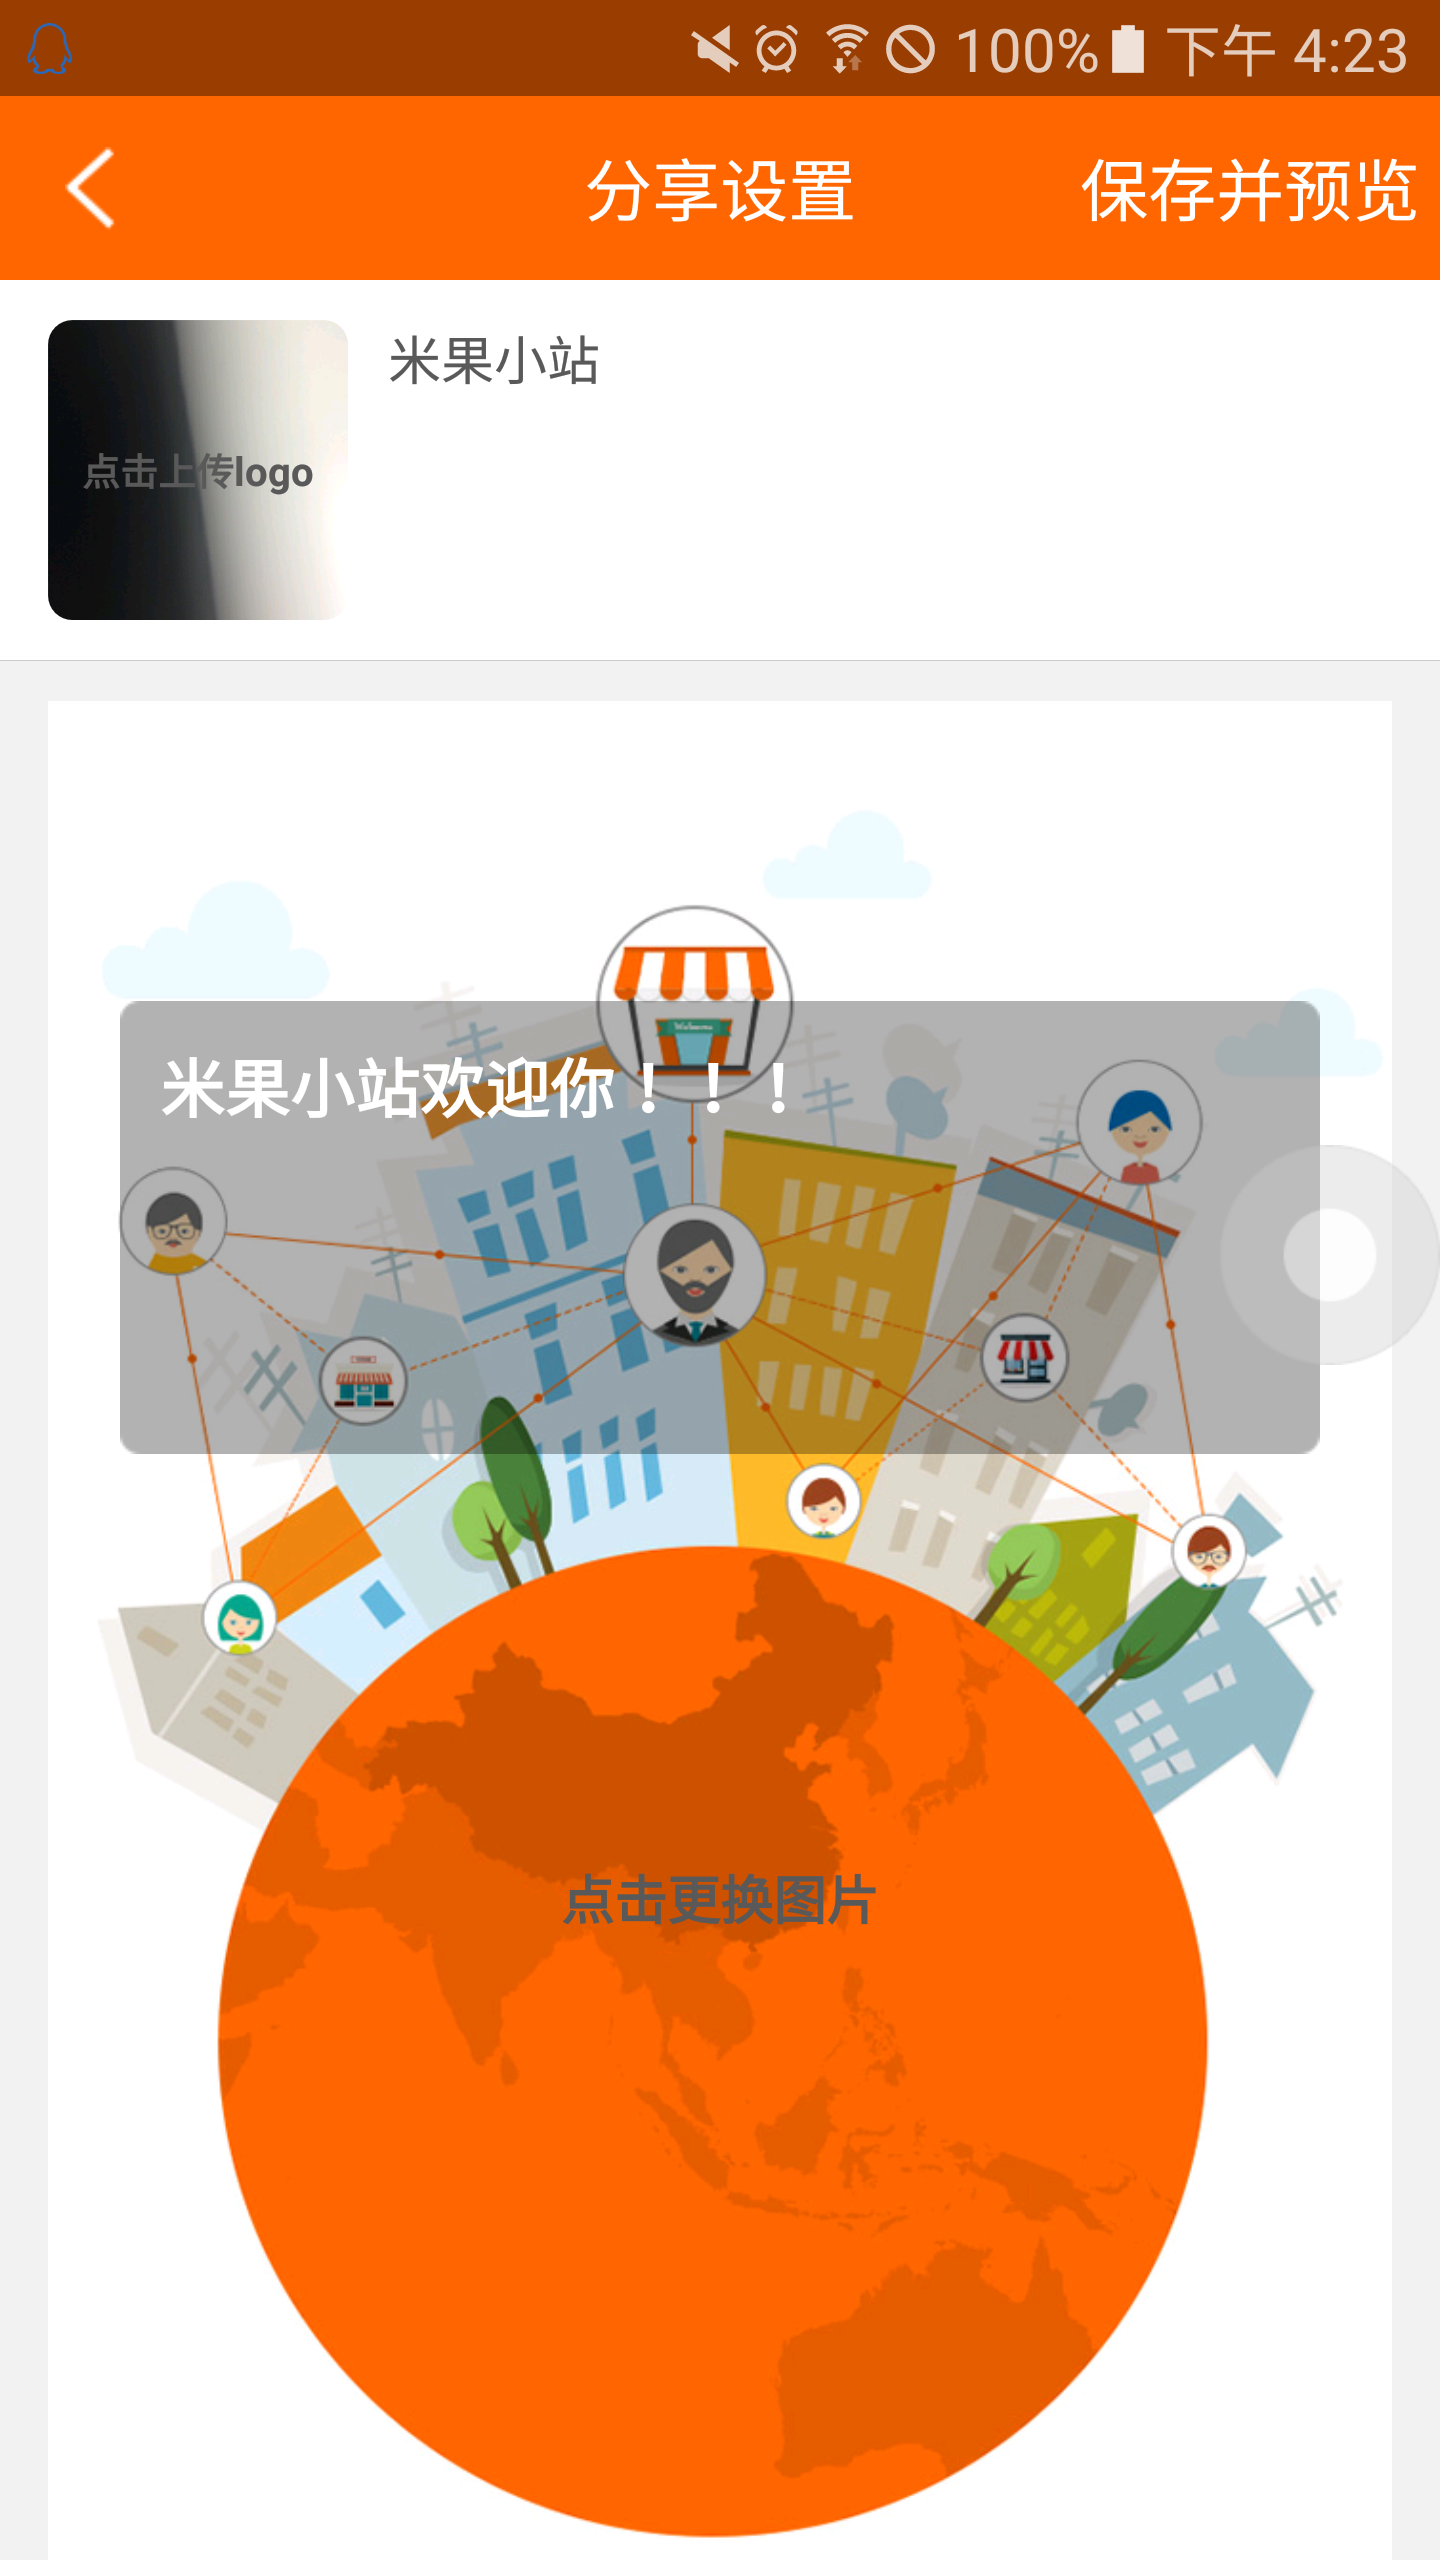 100% 下午 4:23
分享设置 保存并预览
米果小站
点击上传logo
Welcome
米果小站欢迎你！！！
点击更换图片